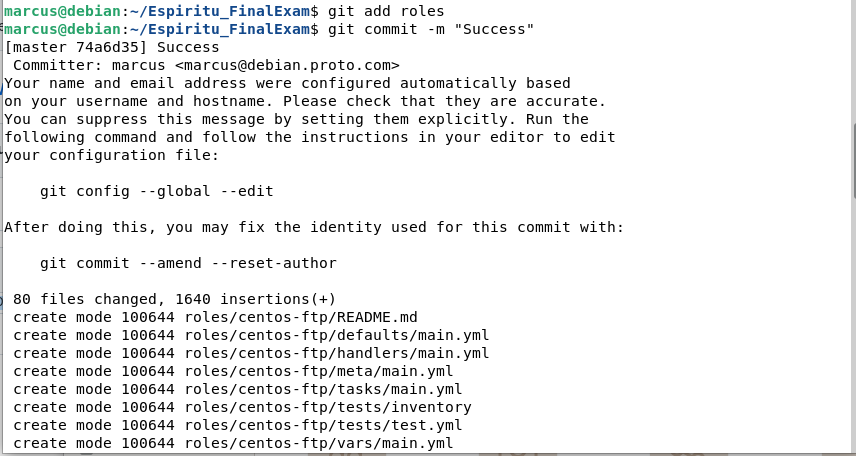 marcus@debian:~/Espiritu_FinalExam$ git add roles
marcus@debian:~/Espiritu_FinalExam$ git commit -m "Success"
[master 74a6d35] Success
 Committer: marcus <marcus@debian.proto.com>
Your name and email address were configured automatically based
on your username and hostname. Please check that they are accurate.
You can suppress this message by setting them explicitly. Run the
following command and follow the instructions in your editor to edit
your configuration file:

    git config --global --edit

After doing this, you may fix the identity used for this commit with:

    git commit --amend --reset-author

 80 files changed, 1640 insertions(+)
 create mode 100644 roles/centos-ftp/README.md
 create mode 100644 roles/centos-ftp/defaults/main.yml
 create mode 100644 roles/centos-ftp/handlers/main.yml
 create mode 100644 roles/centos-ftp/meta/main.yml
 create mode 100644 roles/centos-ftp/tasks/main.yml
 create mode 100644 roles/centos-ftp/tests/inventory
 create mode 100644 roles/centos-ftp/tests/test.yml
 create mode 100644 roles/centos-ftp/vars/main.yml